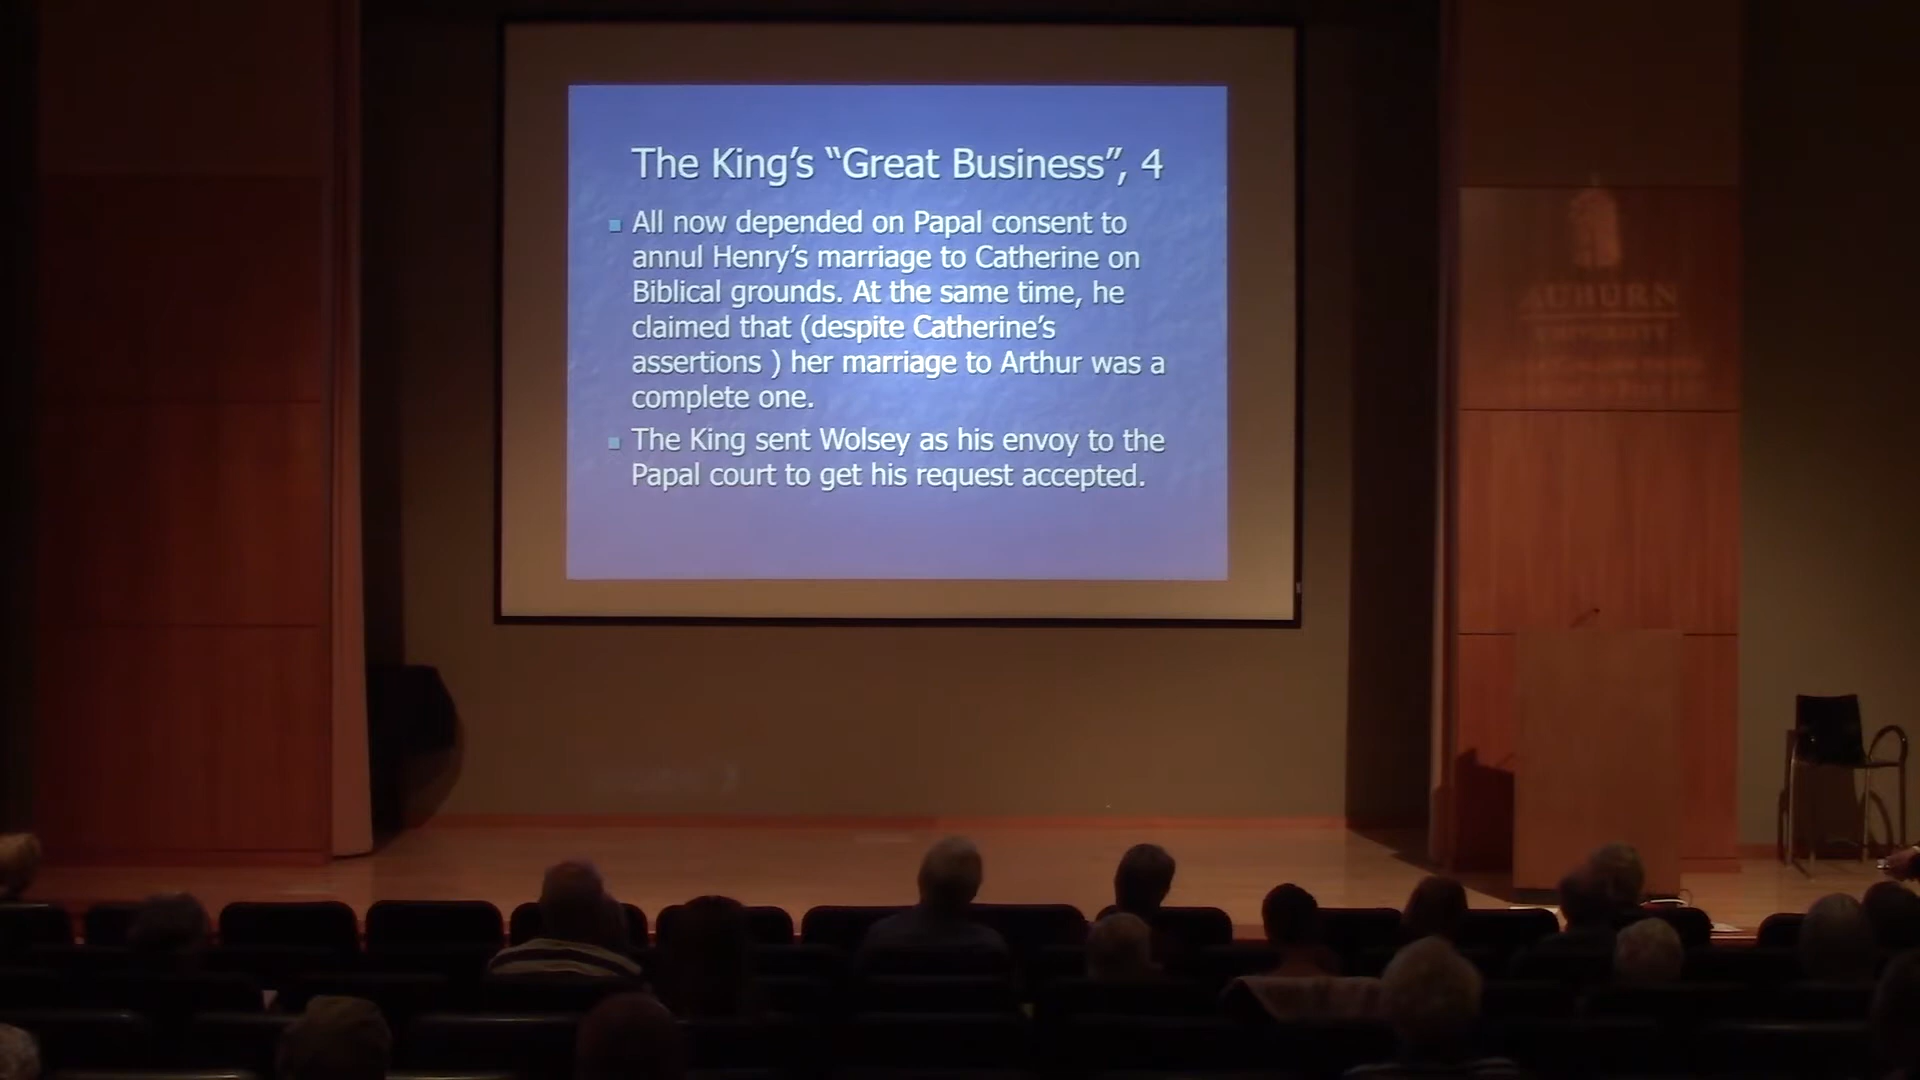 The King’s “Great Business”, 4
■ All now depended on Papal consent to
annul Henry’s marriage to Catherine on
Biblical grounds. At the same time, he
claimed that (despite Catherine’s
assertions ) her marriage to Arthur was a
complete one.
■ The King sent Wolsey as his envoy to the
Papal court to get his request accepted.
AUBURN
UNIVERSITY